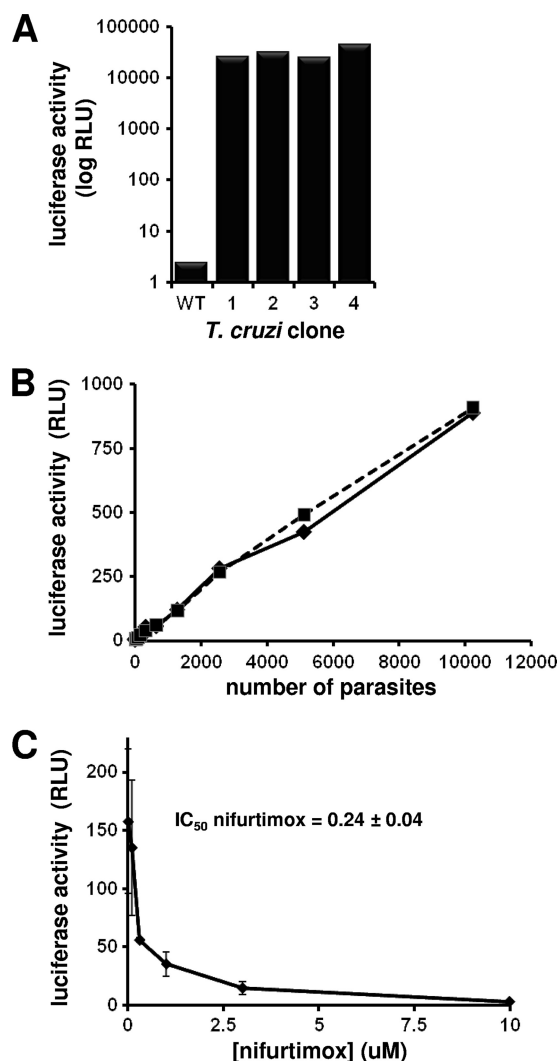 A
luciferase activity
(log RLU)
100000
10000
1000
100
10
1
WT 1 2 3 4
T. cruzi clone
B
luciferase activity (RLU)
1000
750
500
250
0
0 2000 4000 6000 8000 10000 12000
number of parasites
C
luciferase activity (RLU)
200
150
100
50
0
IC50 nifurtimox = 0.24 ± 0.04
0 2.5 5 7.5 10
[nifurtimox] (uM)